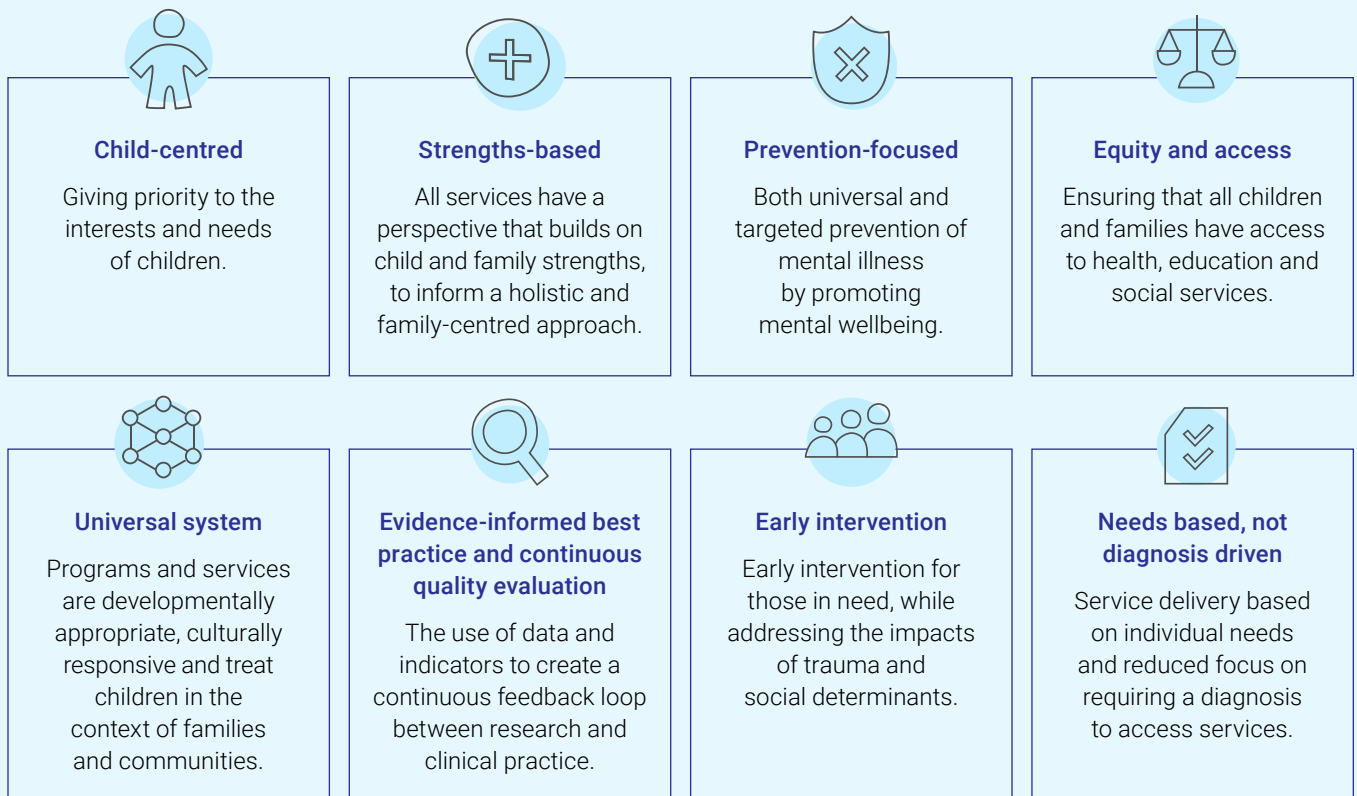 Child-centred
Giving priority to the
interests and needs
of children.
Strengths-based
All services have a
perspective that builds on
child and family strengths,
to inform a holistic and
family-centred approach.
Prevention-focused
Both universal and
targeted prevention of
mental illness
by promoting
mental wellbeing.
Equity and access
Ensuring that all children
and families have access
to health, education and
social services.
Universal system
Programs and services
are developmentally
appropriate, culturally
responsive and treat
children in the
context of families
and communities.
Evidence-informed best
practice and continuous
quality evaluation
The use of data and
indicators to create a
continuous feedback loop
between research and
clinical practice.
Early intervention
Early intervention for
those in need, while
addressing the impacts
of trauma and
social determinants.
Needs based, not
diagnosis driven
Service delivery based
on individual needs
and reduced focus on
requiring a diagnosis
to access services.